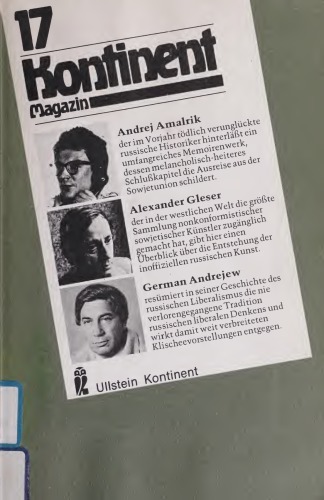 17
Kontinent
Magazin
Andrej Amalrik
der im Vorjahr tödlich verunglückte
russische Historiker hinterläßt ein
umfangreiches Memoirenwerk,
dessen melancholisch-heiteres
Schlußkapitel die Ausreise aus der
Sowjetunion schildert.
Alexander Gleser
der in der westlichen Welt die größte
Sammlung nonkonformistischer
sowjetischer Künstler zugänglich
gemacht hat, gibt hier einen
Überblick über die Entstehung der
inoffiziellen russischen Kunst.
German Andrejew
resümiert in seiner Geschichte des
russischen Liberalismus die nie
verlorengegangene Tradition
russischen liberalen Denkens und
wirkt damit weit verbreiteten
Klischeevorstellungen entgegen.
Ullstein Kontinent